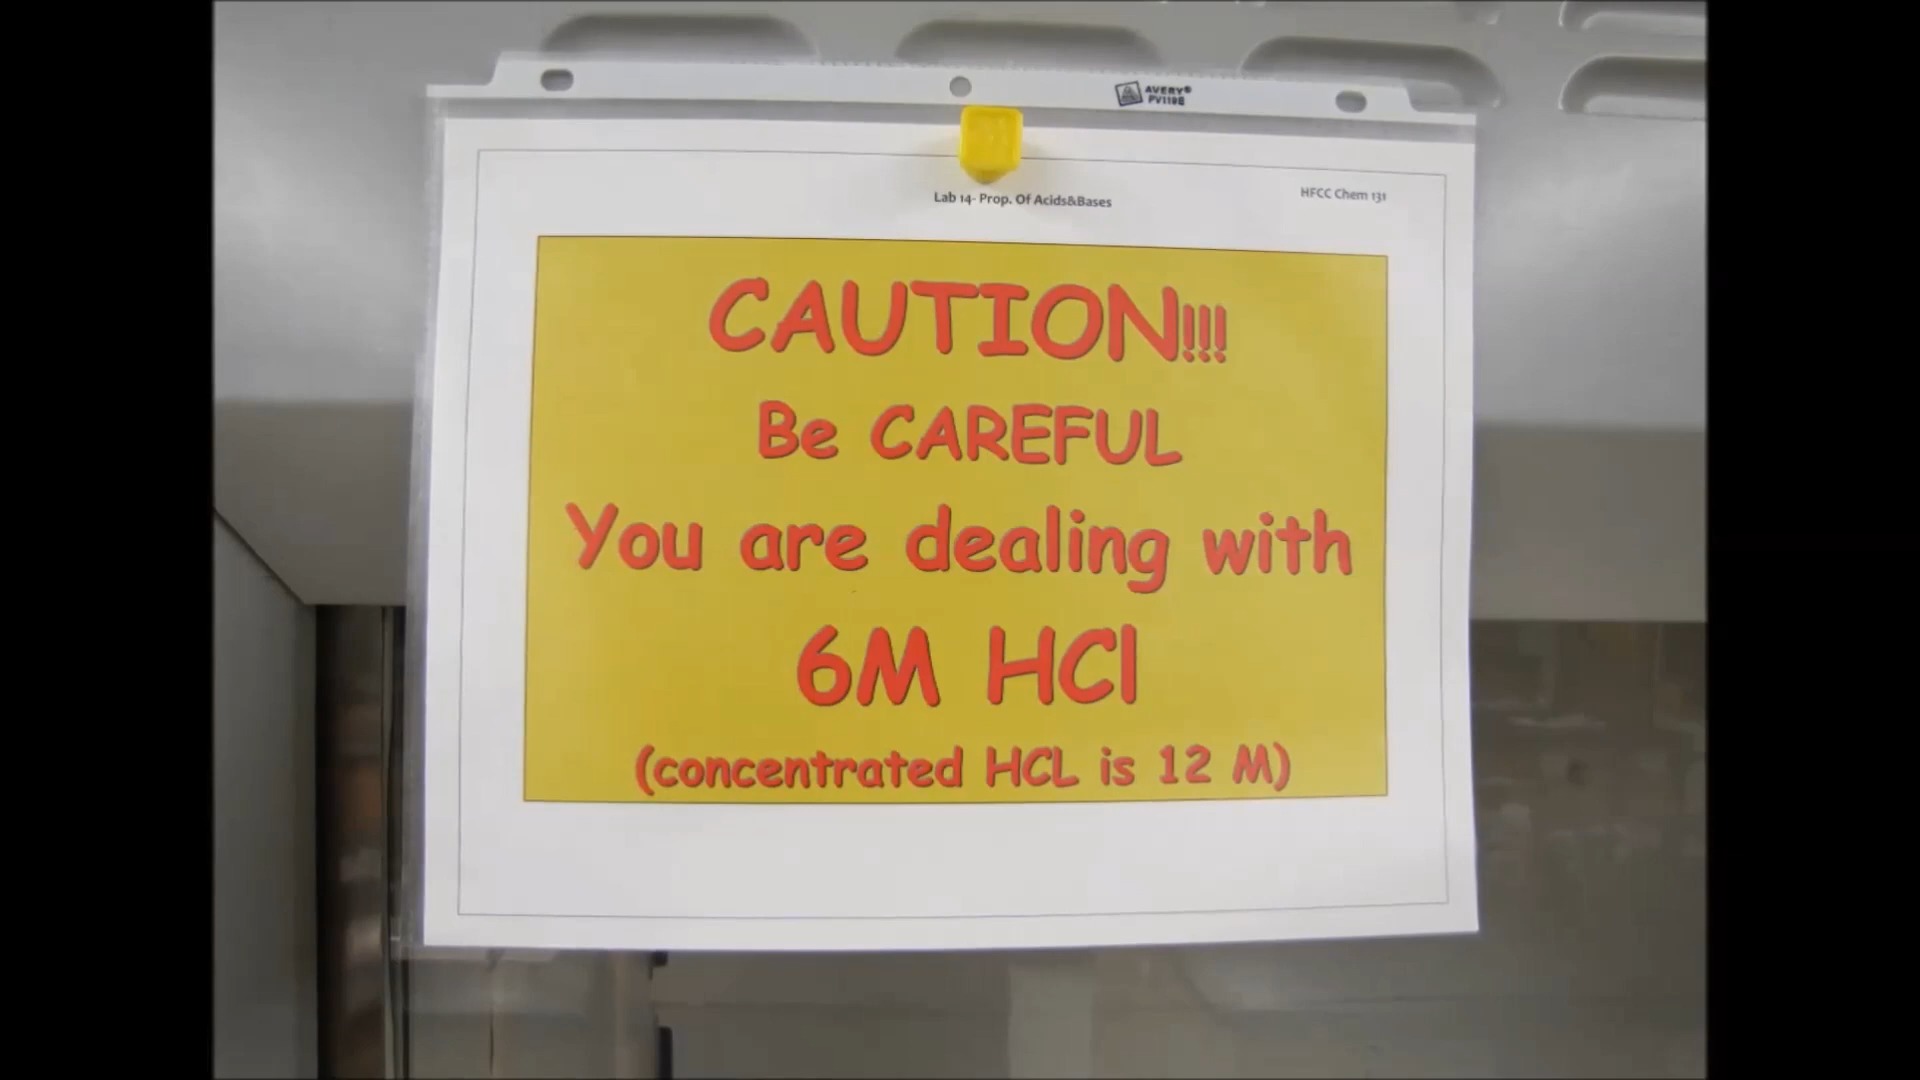 AVERY®
PV119E
Lab 14- Prop. Of Acids&Bases
HFCC Chem 131
CAUTION!!!
Be CAREFUL
You are dealing with
6M HCl
(concentrated HCL is 12 M)